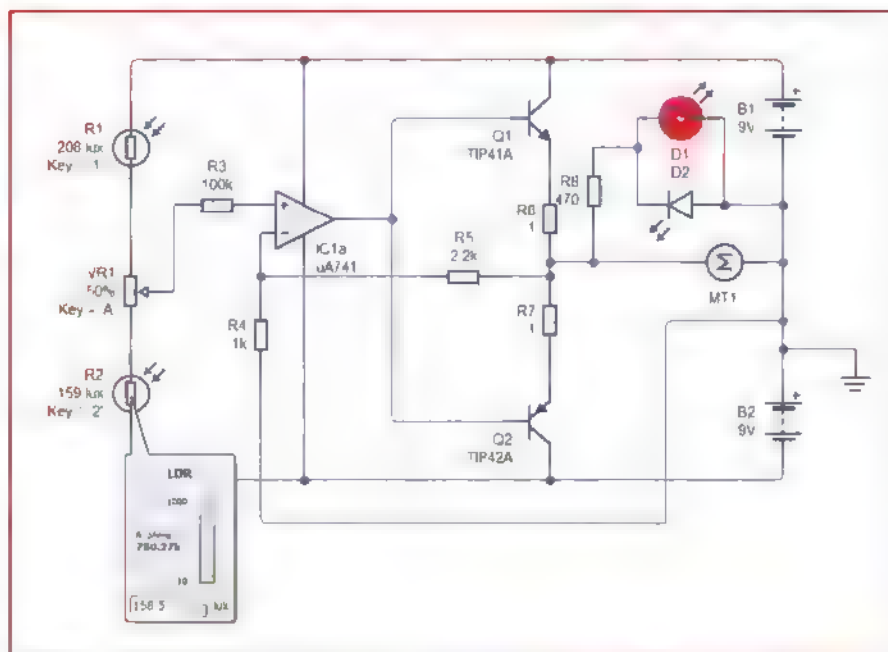 R1
208 lux
Key 1
R3
100k
IC1a
uA741
VR1
50%
Key - A
R4
1k
R2
159 lux
Key 2
R5
2.2k
Q1
TIP41A
R6
1
R7
1
Q2
TIP42A
R8
470
D1
D2
MT1
B1
9V
B2
9V
LDR
1000
10
158.5 lux